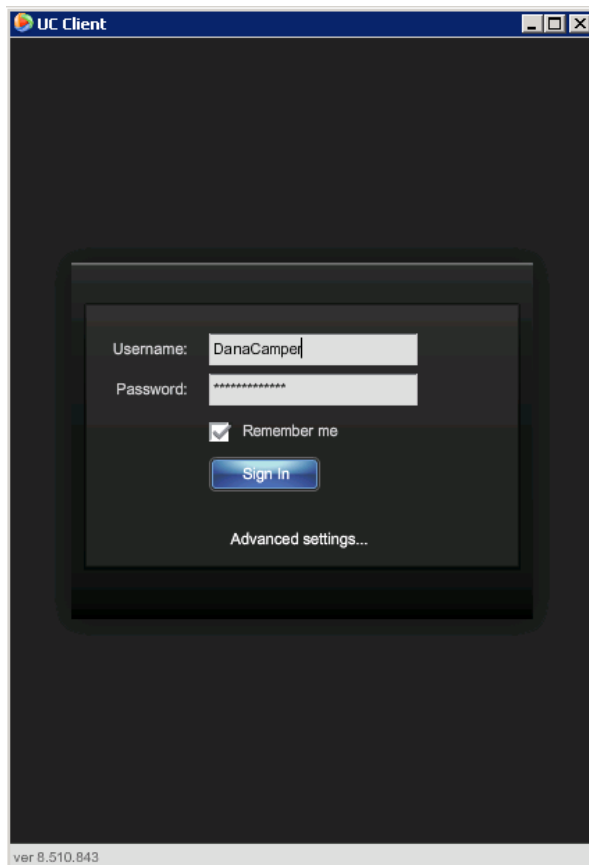 UC Client
Username: DanaCamper
Password: *************
Remember me
Sign In
Advanced settings...
ver 8.510.843